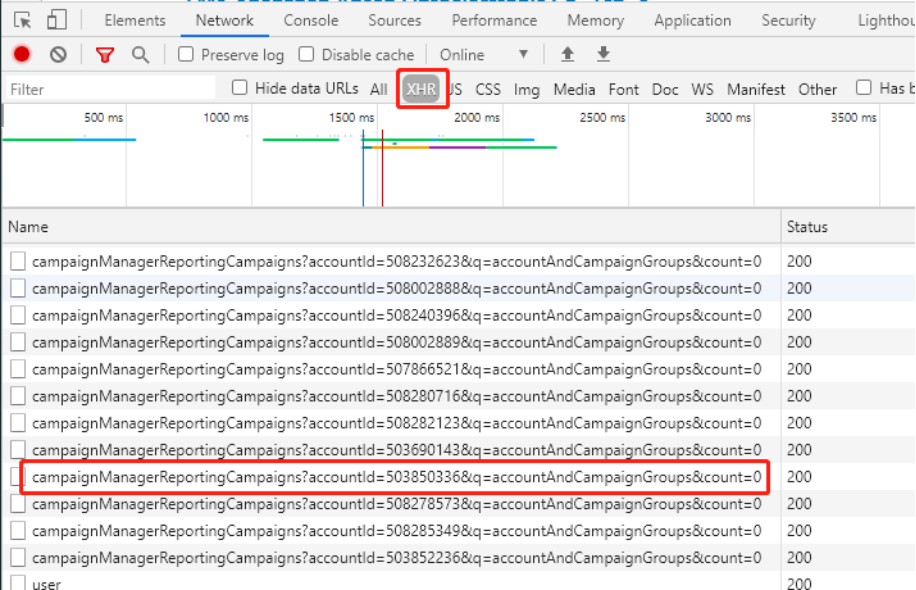 Elements Network Console Sources Performance Memory Application Security
Preserve log Disable cache Online
Filter Hide data URLs All XHR JS CSS Img Media Font Doc WS Manifest Other Has
500 ms 1000 ms 1500 ms 2000 ms 2500 ms 3000 ms 3500 ms
Name Status
campaignManagerReportingCampaigns?accountId=508232623&q=accountAndCampaignGroups&count=0 200
campaignManagerReportingCampaigns?accountId=508002888&q=accountAndCampaignGroups&count=0 200
campaignManagerReportingCampaigns?accountId=508240396&q=accountAndCampaignGroups&count=0 200
campaignManagerReportingCampaigns?accountId=508002889&q=accountAndCampaignGroups&count=0 200
campaignManagerReportingCampaigns?accountId=507866521&q=accountAndCampaignGroups&count=0 200
campaignManagerReportingCampaigns?accountId=508280716&q=accountAndCampaignGroups&count=0 200
campaignManagerReportingCampaigns?accountId=508282123&q=accountAndCampaignGroups&count=0 200
campaignManagerReportingCampaigns?accountId=503690143&q=accountAndCampaignGroups&count=0 200
campaignManagerReportingCampaigns?accountId=503850336&q=accountAndCampaignGroups&count=0 200
campaignManagerReportingCampaigns?accountId=508278573&q=accountAndCampaignGroups&count=0 200
campaignManagerReportingCampaigns?accountId=508285349&q=accountAndCampaignGroups&count=0 200
campaignManagerReportingCampaigns?accountId=503852236&q=accountAndCampaignGroups&count=0 200
user 200